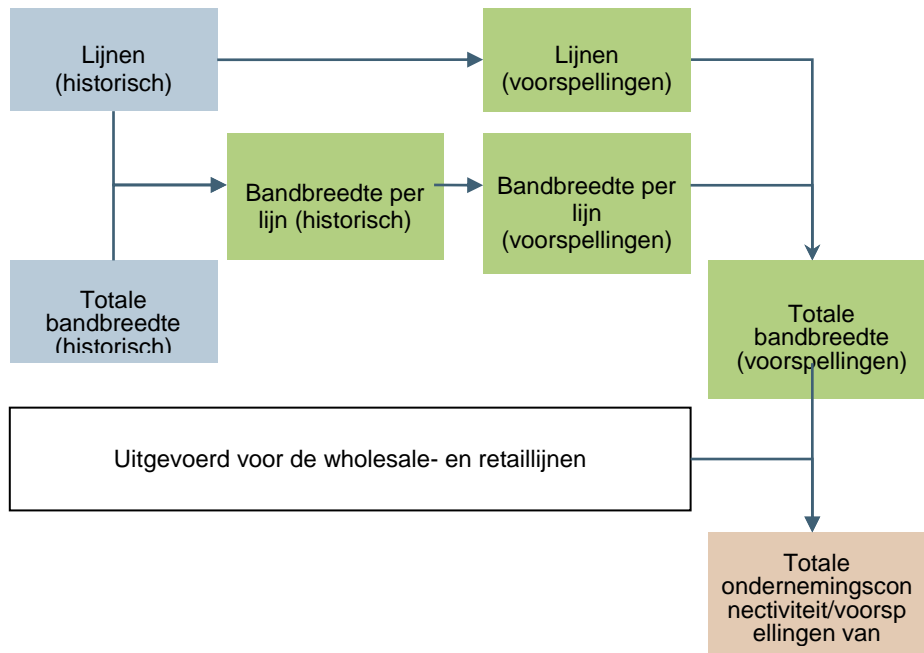 Lijnen
(historisch)
Lijnen
(voorspellingen)
Bandbreedte per
lijn (historisch)
Bandbreedte per
lijn
(voorspellingen)
Totale
bandbreedte
(historisch)
Totale
bandbreedte
(voorspellingen)
Uitgevoerd voor de wholesale- en retaillijnen
Totale
ondernemingscon
nectiviteit/voorsp
ellingen van